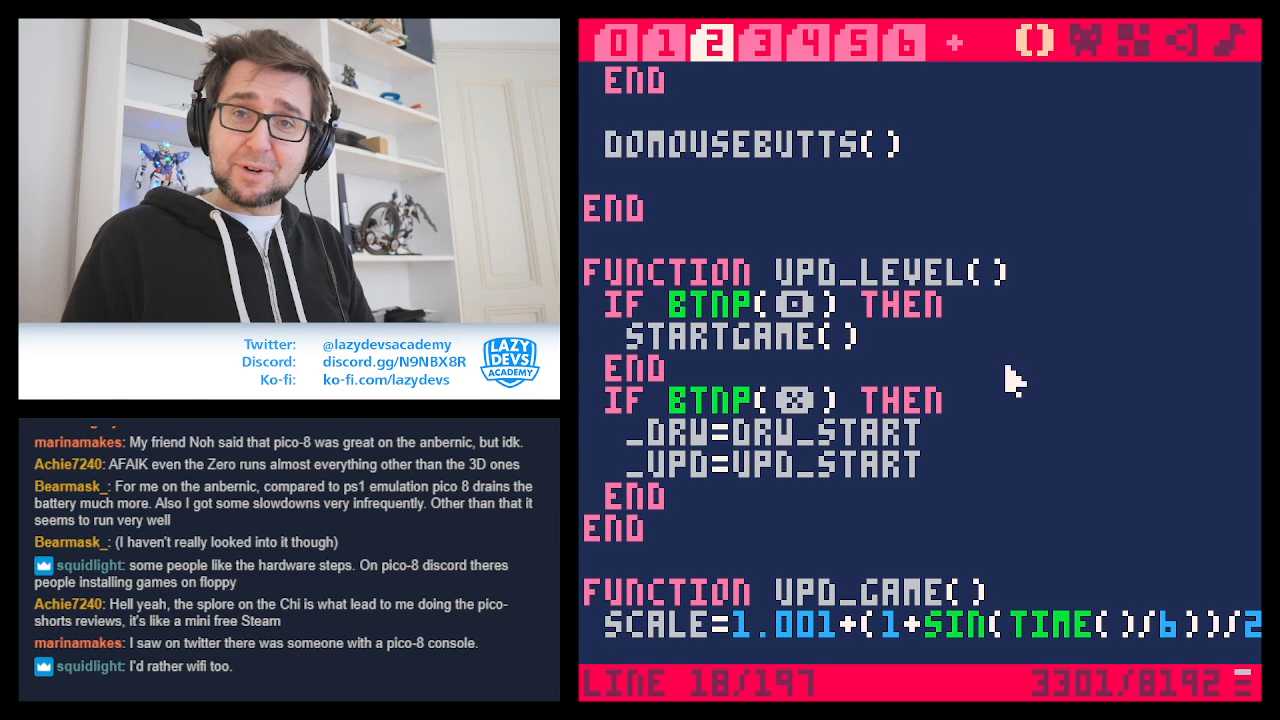 Twitter: @lazydevsacademy
Discord: discord.gg/N9NBX8R
Ko-fi: ko-fi.com/lazydevs
LAZY
DEVS
ACADEMY
marinamakes: My friend Noh said that pico-8 was great on the anbernic, but idk.
Achie7240: AFAIK even the Zero runs almost everything other than the 3D ones
Bearmask_: For me on the anbernic, compared to ps1 emulation pico 8 drains the
battery much more. Also I got some slowdowns very infrequently. Other than that it
seems to run very well
Bearmask_: (I haven't really looked into it though)
squidlight: some people like the hardware steps. On pico-8 discord theres
people installing games on floppy
Achie7240: Hell yeah, the splore on the Chi is what lead to me doing the pico-
shorts reviews, it's like a mini free Steam
marinamakes: I saw on twitter there was someone with a pico-8 console.
squidlight: I'd rather wifi too.
0 1 2 3 4 5 6 + ()
END
DOMOUSEBUTTS()
END
FUNCTION UPD_LEVEL()
IF BTNP(🅾️) THEN
STARTGAME()
END
IF BTNP(❎) THEN
_DRW=DRW_START
_UPD=UPD_START
END
END
FUNCTION UPD_GAME()
SCALE=1.001+(1+SIN(TIME()/6))/2
LINE 18/197 3301/8192